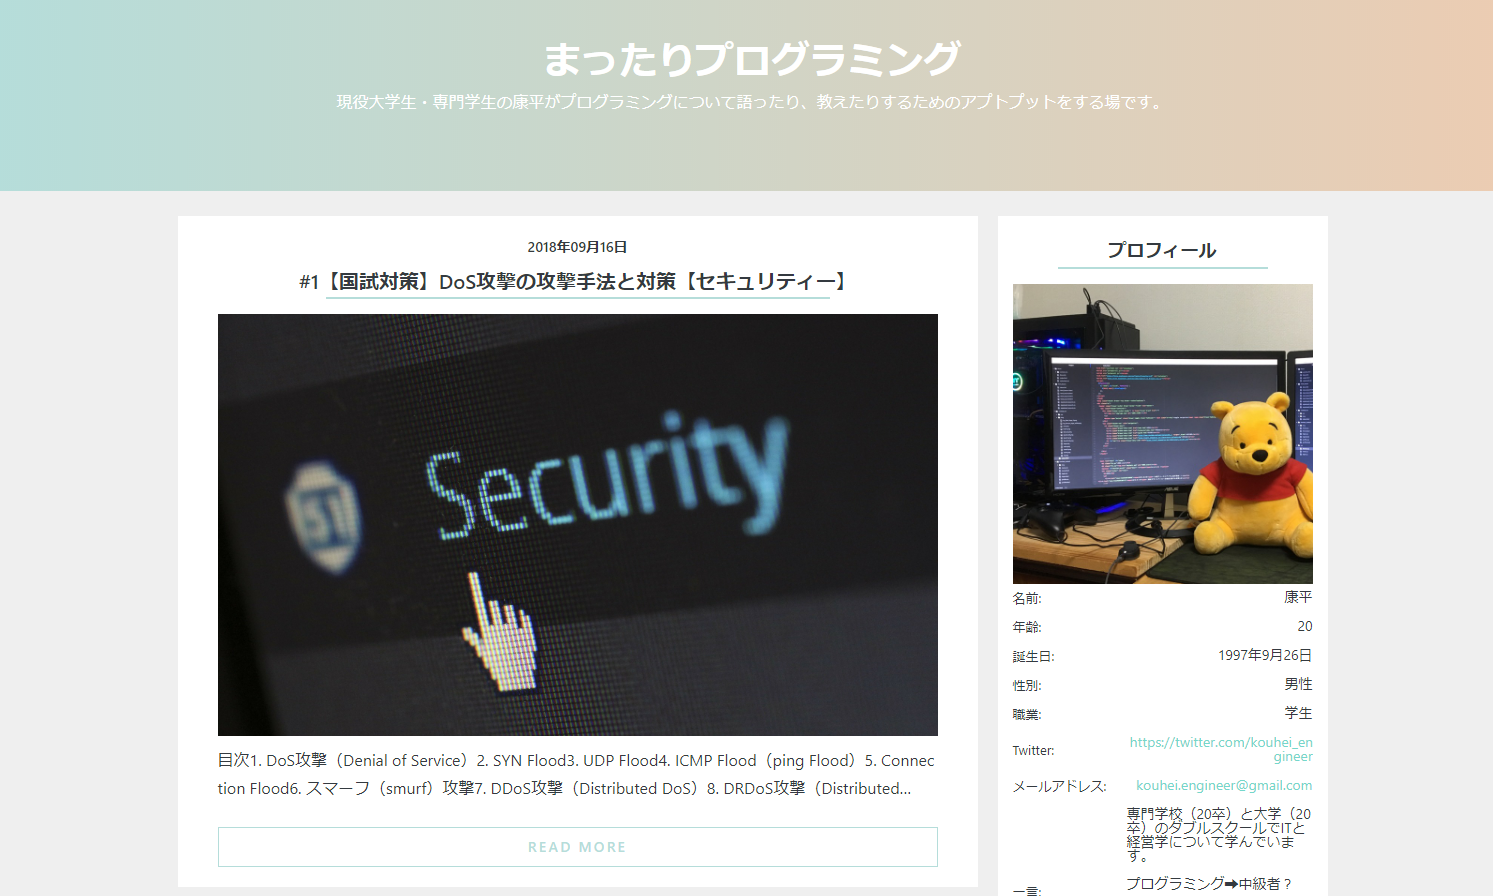 まったりプログラミング
現役大学生・専門学生の康平がプログラミングについて語ったり、教えたりするためのアプトプットをする場です。
2018年09月16日
#1【国試対策】DoS攻撃の攻撃手法と対策【セキュリティー】
Security
目次1. DoS攻撃（Denial of Service）2. SYN Flood3. UDP Flood4. ICMP Flood（ping Flood）5. Connec
tion Flood6. スマーフ（smurf）攻撃7. DDoS攻撃（Distributed DoS）8. DRDoS攻撃（Distributed...
READ MORE
プロフィール
名前: 康平
年齢: 20
誕生日: 1997年9月26日
性別: 男性
職業: 学生
Twitter: https://twitter.com/kouhei_en
gineer
メールアドレス: kouhei.engineer@gmail.com
専門学校（20卒）と大学（20
卒）のダブルスクールでITと
経営学について学んでいま
す。
プログラミング➡中級者？
一言: